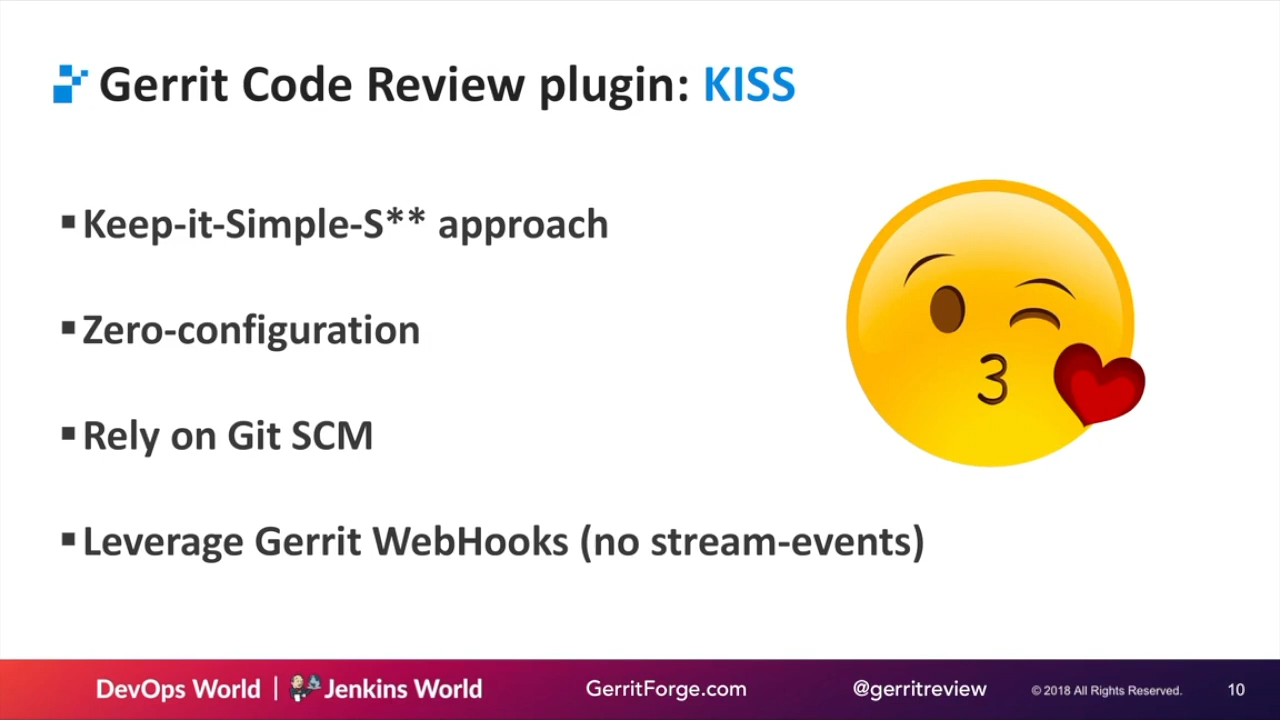 Gerrit Code Review plugin: KISS
▪Keep-it-Simple-S** approach
▪Zero-configuration
▪Rely on Git SCM
▪Leverage Gerrit WebHooks (no stream-events)
DevOps World | Jenkins World GerritForge.com @gerritreview © 2018 All Rights Reserved. 10